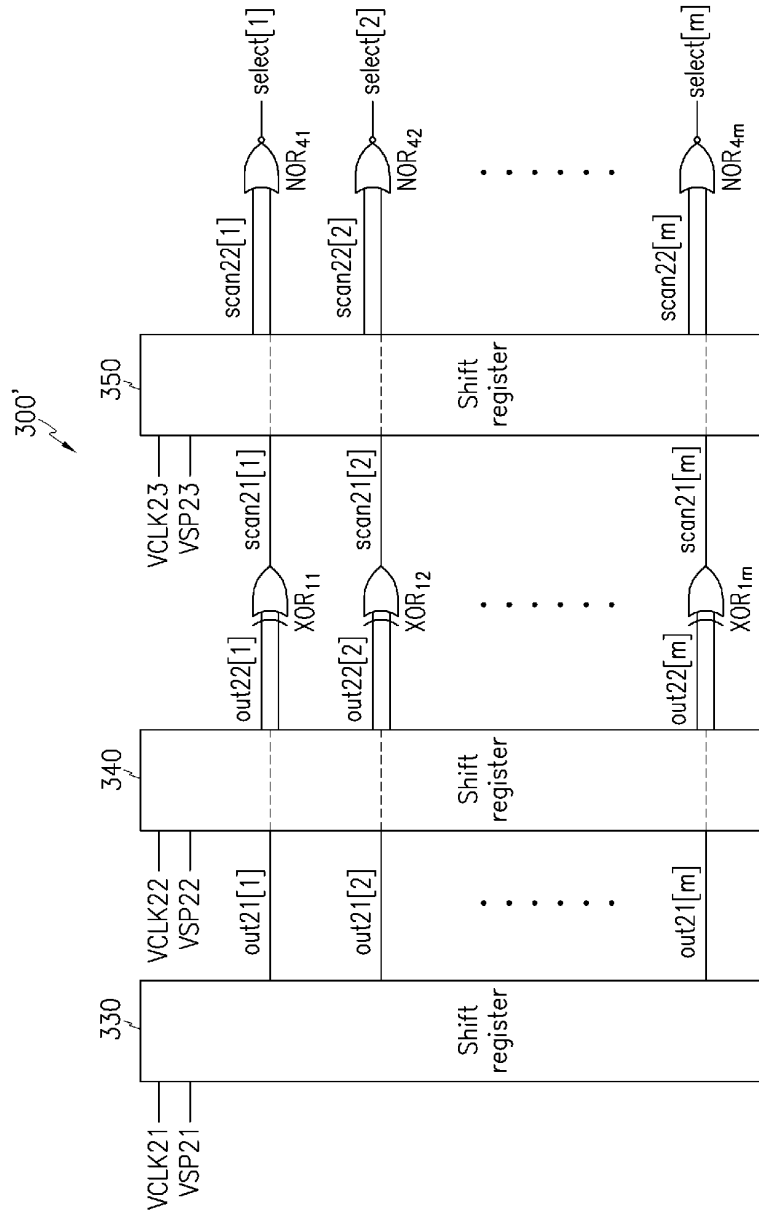 300'
330
340
350
VCLK21
VSP21
VCLK22
VSP22
VCLK23
VSP23
Shift
register
Shift
register
Shift
register
out21[1]
out22[1]
XOR11
scan21[1]
scan22[1]
NOR41
select[1]
out21[2]
out22[2]
XOR12
scan21[2]
scan22[2]
NOR42
select[2]
out21[m]
out22[m]
XOR1m
scan21[m]
scan22[m]
NOR4m
select[m]